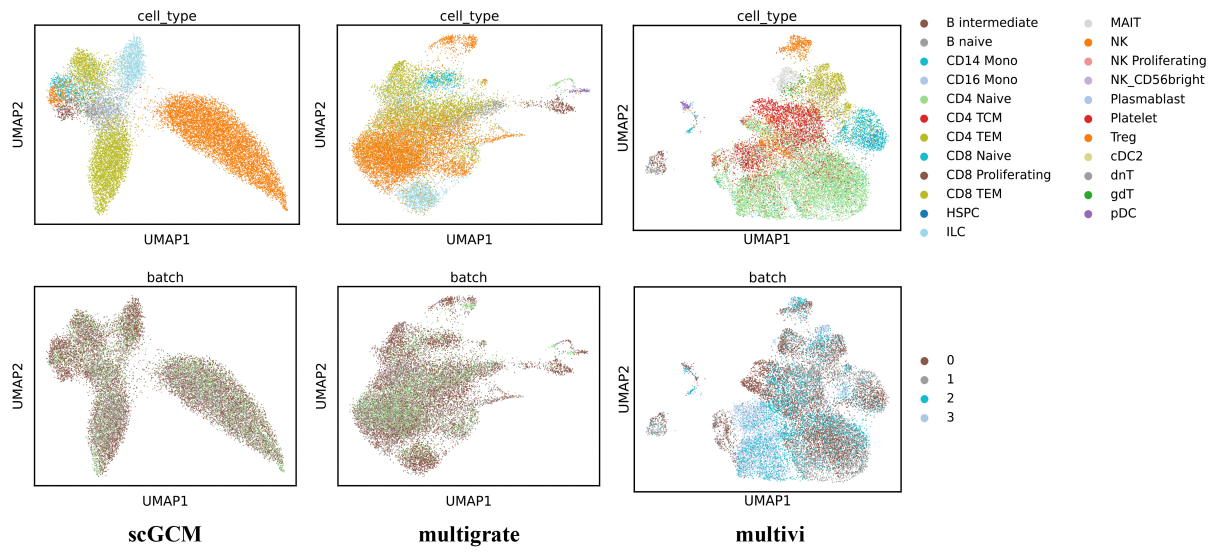 cell_type
cell_type
cell_type
UMAP2
UMAP2
UMAP2
UMAP1
UMAP1
UMAP1
B intermediate
B naive
CD14 Mono
CD16 Mono
CD4 Naive
CD4 TCM
CD4 TEM
CD8 Naive
CD8 Proliferating
CD8 TEM
HSPC
ILC
MAIT
NK
NK Proliferating
NK_CD56bright
Plasmablast
Platelet
Treg
cDC2
dnT
gdT
pDC
batch
batch
batch
UMAP2
UMAP2
UMAP2
UMAP1
UMAP1
UMAP1
0
1
2
3
scGCM
multigrate
multivi